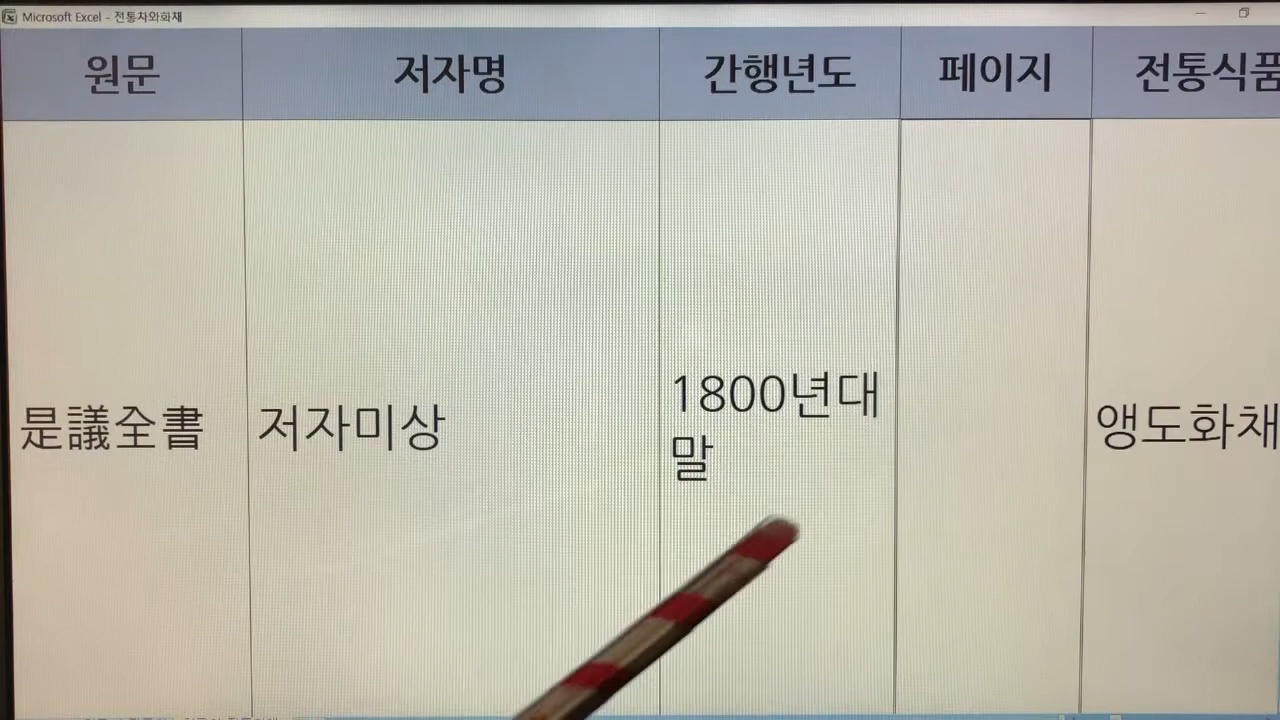 Microsoft Excel - 전통차와화채
원문 저자명 간행년도 페이지 전통식품
是議全書 저자미상 1800년대 앵도화채
말